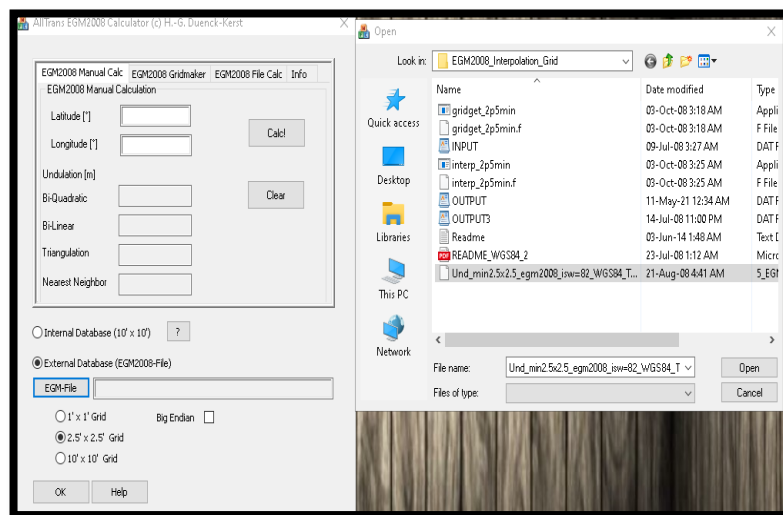 AllTrans EGM2008 Calculator (c) H.-G. Duenck-Kerst
EGM2008 Manual Calc EGM2008 Gridmaker EGM2008 File Calc Info
EGM2008 Manual Calculation
Latitude [°]
Longitude [°]
Calc!
Undulation [m]
Bi-Quadratic
Clear
Bi-Linear
Triangulation
Nearest Neighbor
Internal Database (10' x 10') ?
External Database (EGM2008-File)
EGM-File
1' x 1' Grid Big Endian
2.5' x 2.5' Grid
10' x 10' Grid
OK Help
Open
Look in: EGM2008_Interpolation_Grid
Name Date modified Type
Quick access
Desktop
Libraries
This PC
Network
gridget_2p5min 03-Oct-08 3:18 AM Appli
gridget_2p5min.f 03-Oct-08 3:18 AM F File
INPUT 09-Jul-08 3:27 AM DAT F
interp_2p5min 03-Oct-08 3:25 AM Appli
interp_2p5min.f 03-Oct-08 3:25 AM F File
OUTPUT 11-May-21 12:34 AM DAT F
OUTPUT3 14-Jul-08 11:00 PM DAT F
Readme 03-Jun-14 1:48 AM Text D
README_WGS84_2 23-Jul-08 1:12 AM Micro
Und_min2.5x2.5_egm2008_isw=82_WGS84_T... 21-Aug-08 4:41 AM 5_EGM
File name: Und_min2.5x2.5_egm2008_isw=82_WGS84_T Open
Files of type: Cancel